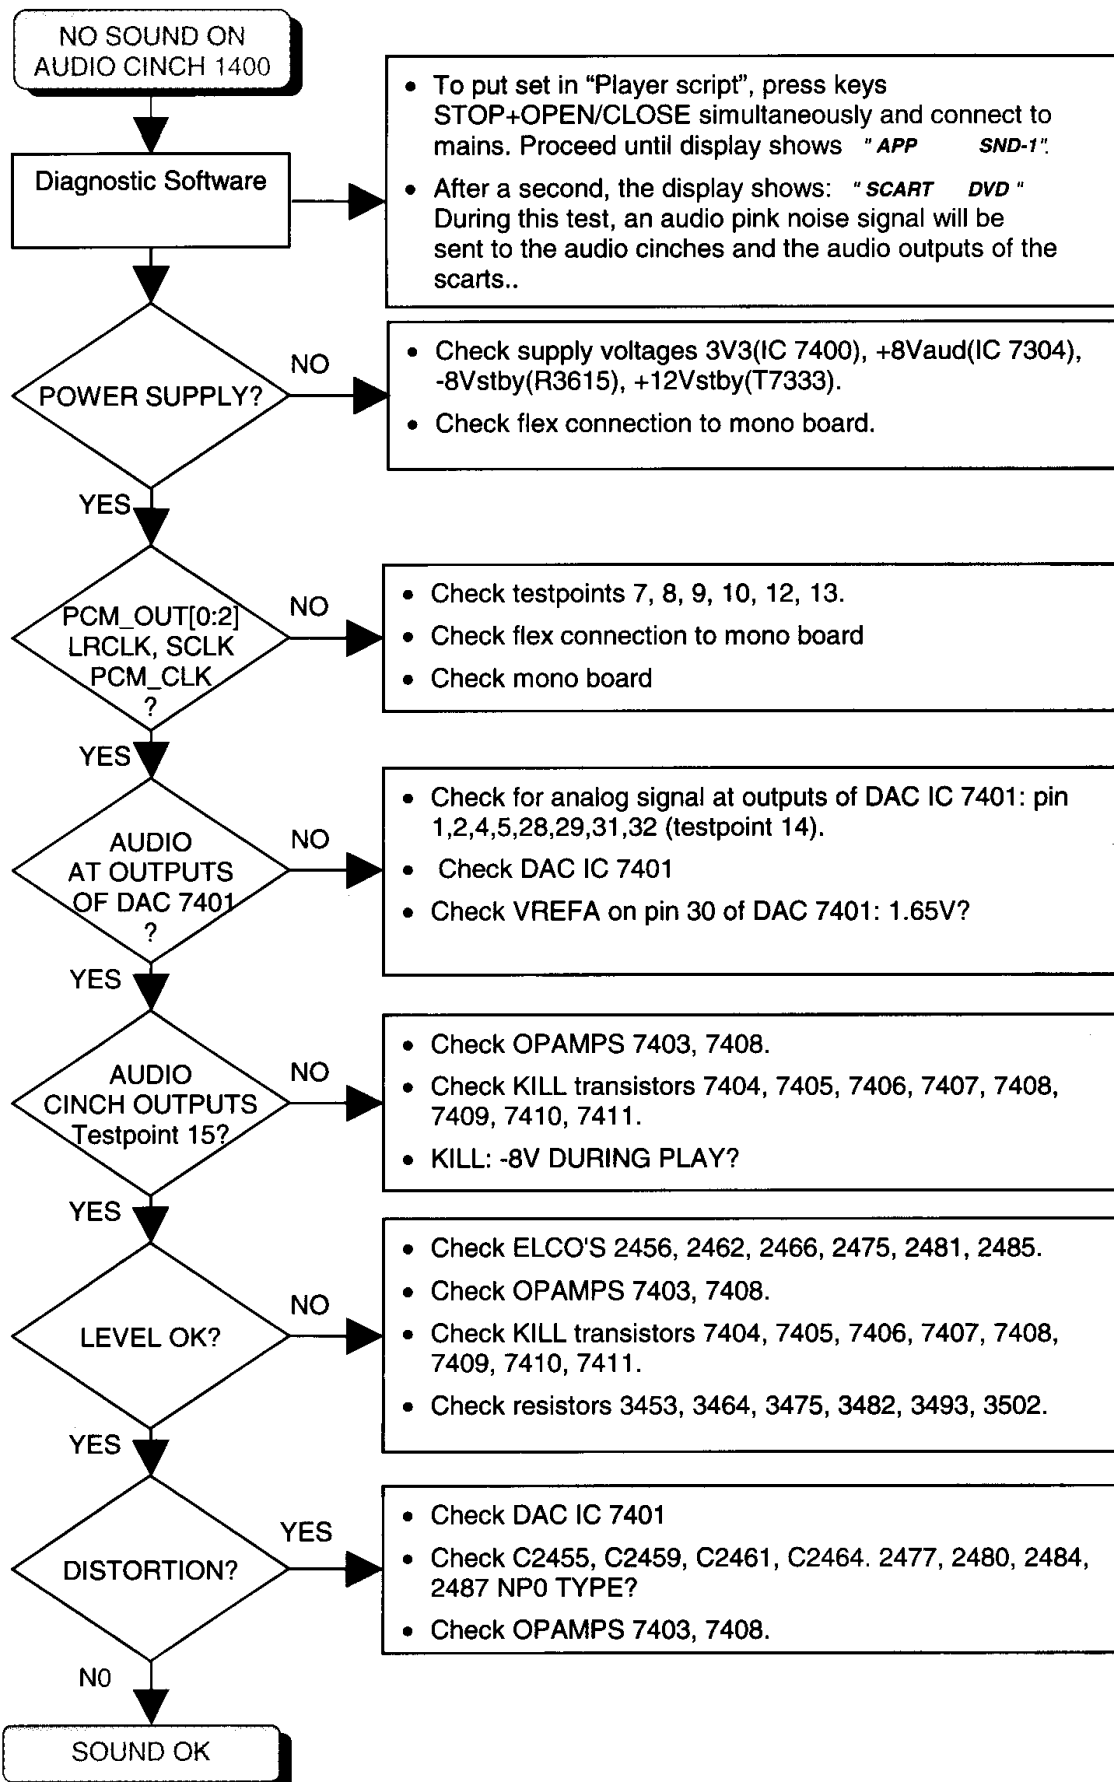 NO SOUND ON
AUDIO CINCH 1400
Diagnostic Software
• To put set in “Player script”, press keys
STOP+OPEN/CLOSE simultaneously and connect to
mains. Proceed until display shows "APP SND-1".
• After a second, the display shows: "SCART DVD "
During this test, an audio pink noise signal will be
sent to the audio cinches and the audio outputs of the
scarts..
POWER SUPPLY?
NO
• Check supply voltages 3V3(IC 7400), +8Vaud(IC 7304),
-8Vstby(R3615), +12Vstby(T7333).
• Check flex connection to mono board.
YES
PCM_OUT[0:2]
LRCLK, SCLK
PCM_CLK
?
NO
• Check testpoints 7, 8, 9, 10, 12, 13.
• Check flex connection to mono board
• Check mono board
YES
AUDIO
AT OUTPUTS
OF DAC 7401
?
NO
• Check for analog signal at outputs of DAC IC 7401: pin
1,2,4,5,28,29,31,32 (testpoint 14).
• Check DAC IC 7401
• Check VREFA on pin 30 of DAC 7401: 1.65V?
YES
AUDIO
CINCH OUTPUTS
Testpoint 15?
NO
• Check OPAMPS 7403, 7408.
• Check KILL transistors 7404, 7405, 7406, 7407, 7408,
7409, 7410, 7411.
• KILL: -8V DURING PLAY?
YES
LEVEL OK?
NO
• Check ELCO'S 2456, 2462, 2466, 2475, 2481, 2485.
• Check OPAMPS 7403, 7408.
• Check KILL transistors 7404, 7405, 7406, 7407, 7408,
7409, 7410, 7411.
• Check resistors 3453, 3464, 3475, 3482, 3493, 3502.
YES
DISTORTION?
YES
• Check DAC IC 7401
• Check C2455, C2459, C2461, C2464. 2477, 2480, 2484,
2487 NP0 TYPE?
• Check OPAMPS 7403, 7408.
N0
SOUND OK